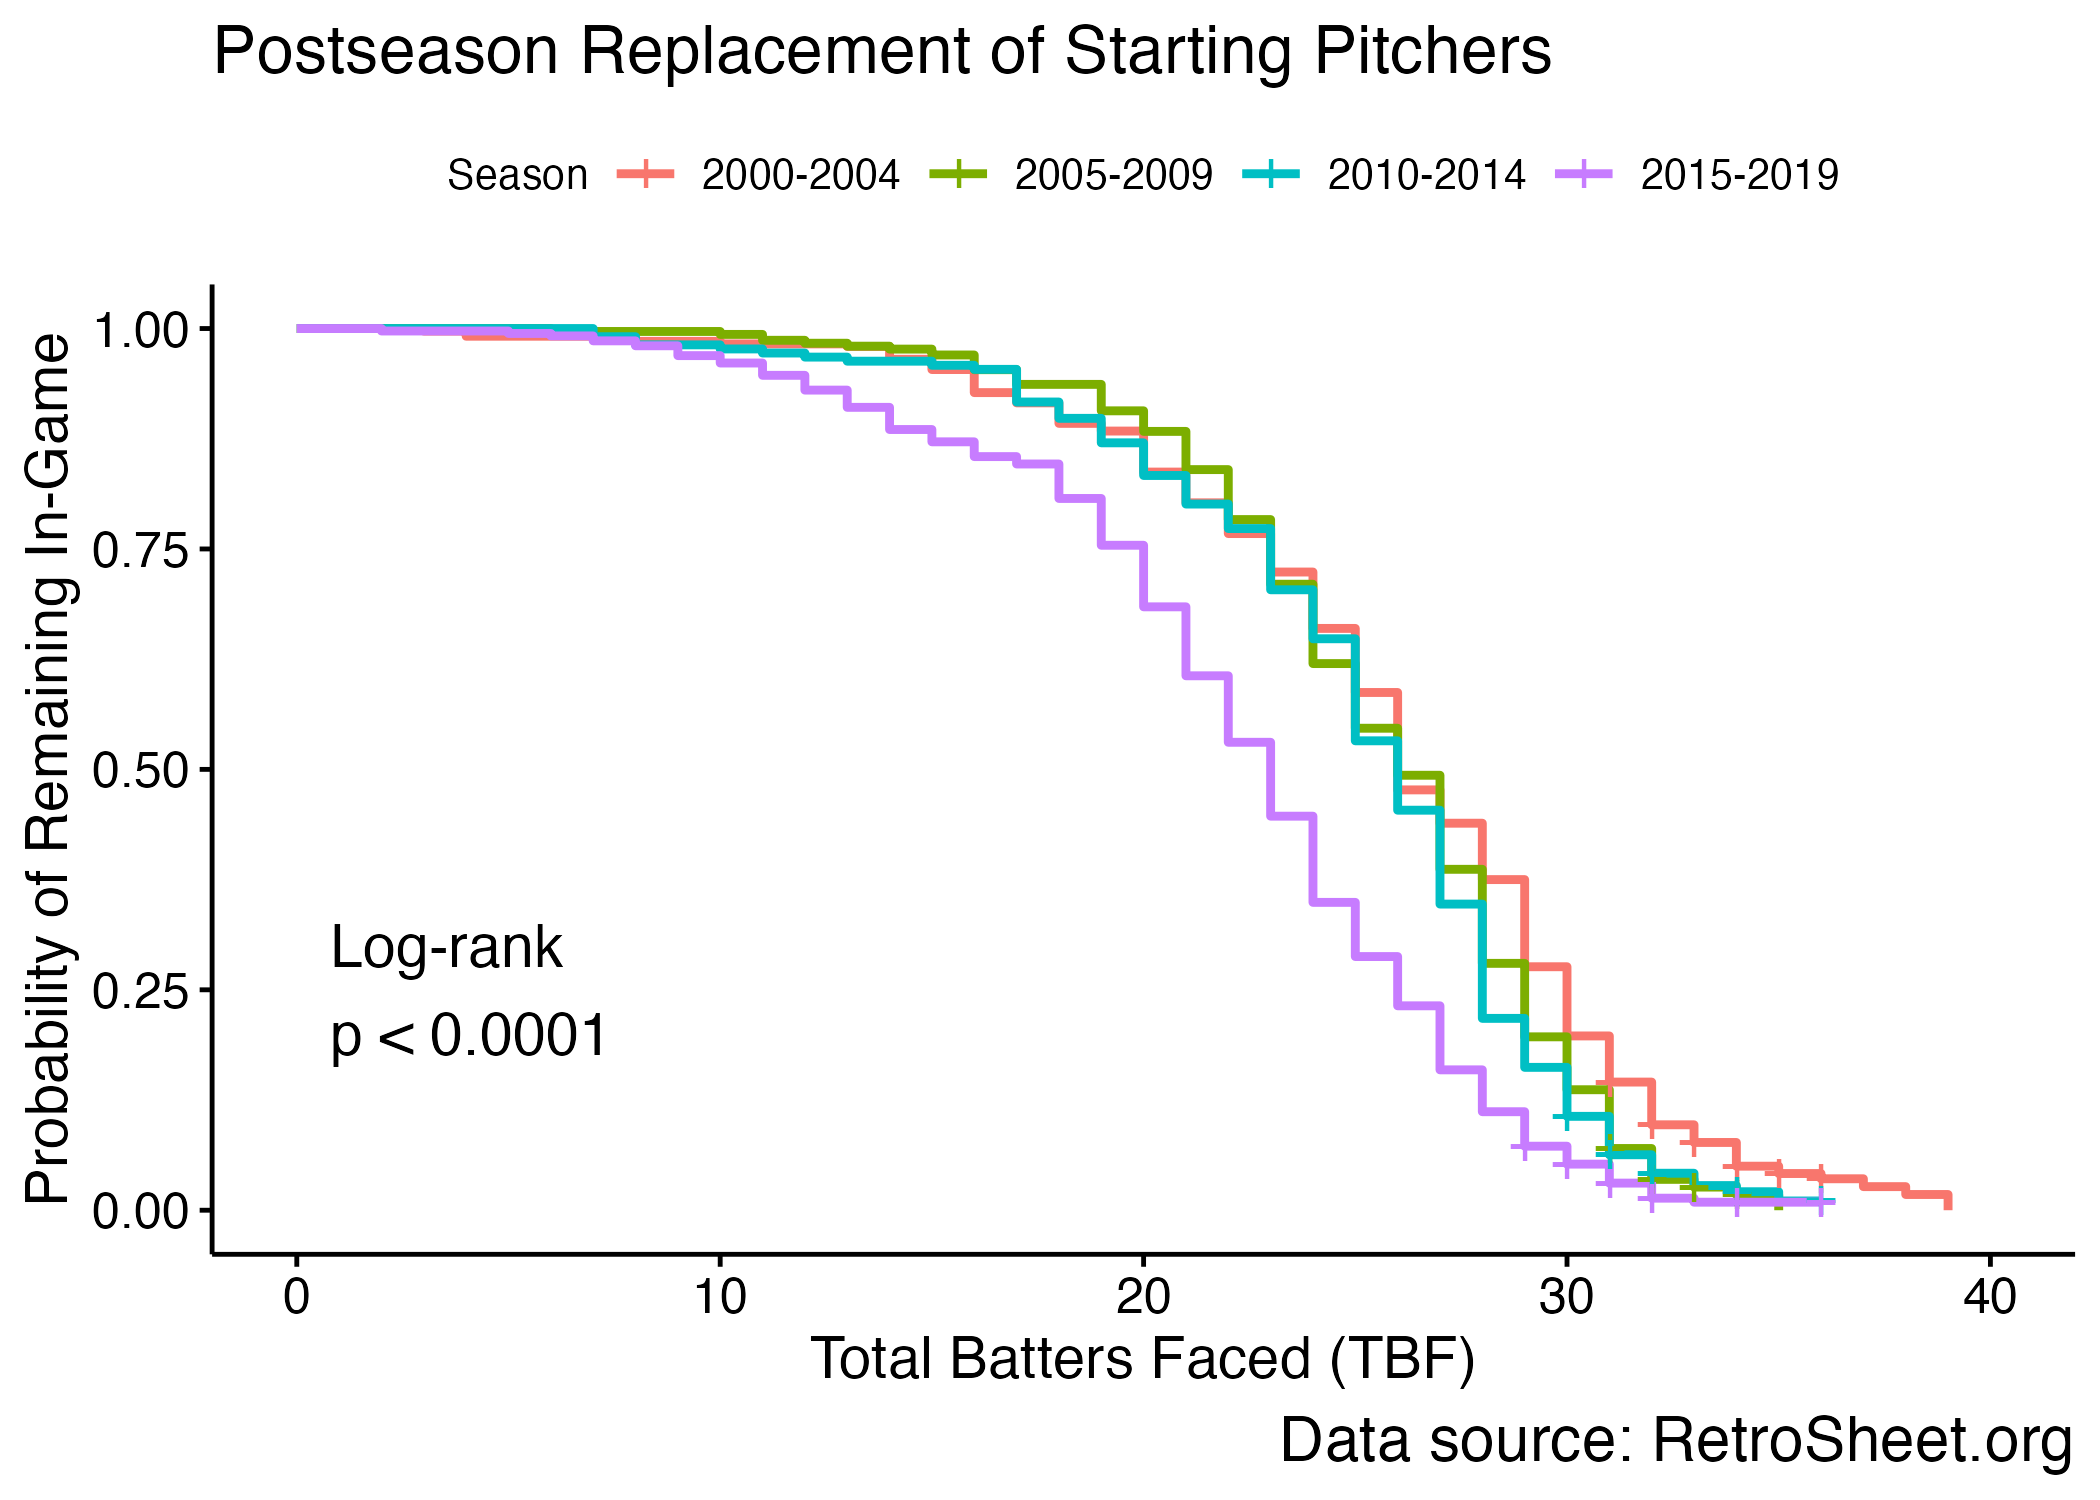 Postseason Replacement of Starting Pitchers
Season 2000-2004 2005-2009 2010-2014 2015-2019
Probability of Remaining In-Game
1.00
0.75
0.50
0.25
0.00
Log-rank
p < 0.0001
0 10 20 30 40
Total Batters Faced (TBF)
Data source: RetroSheet.org